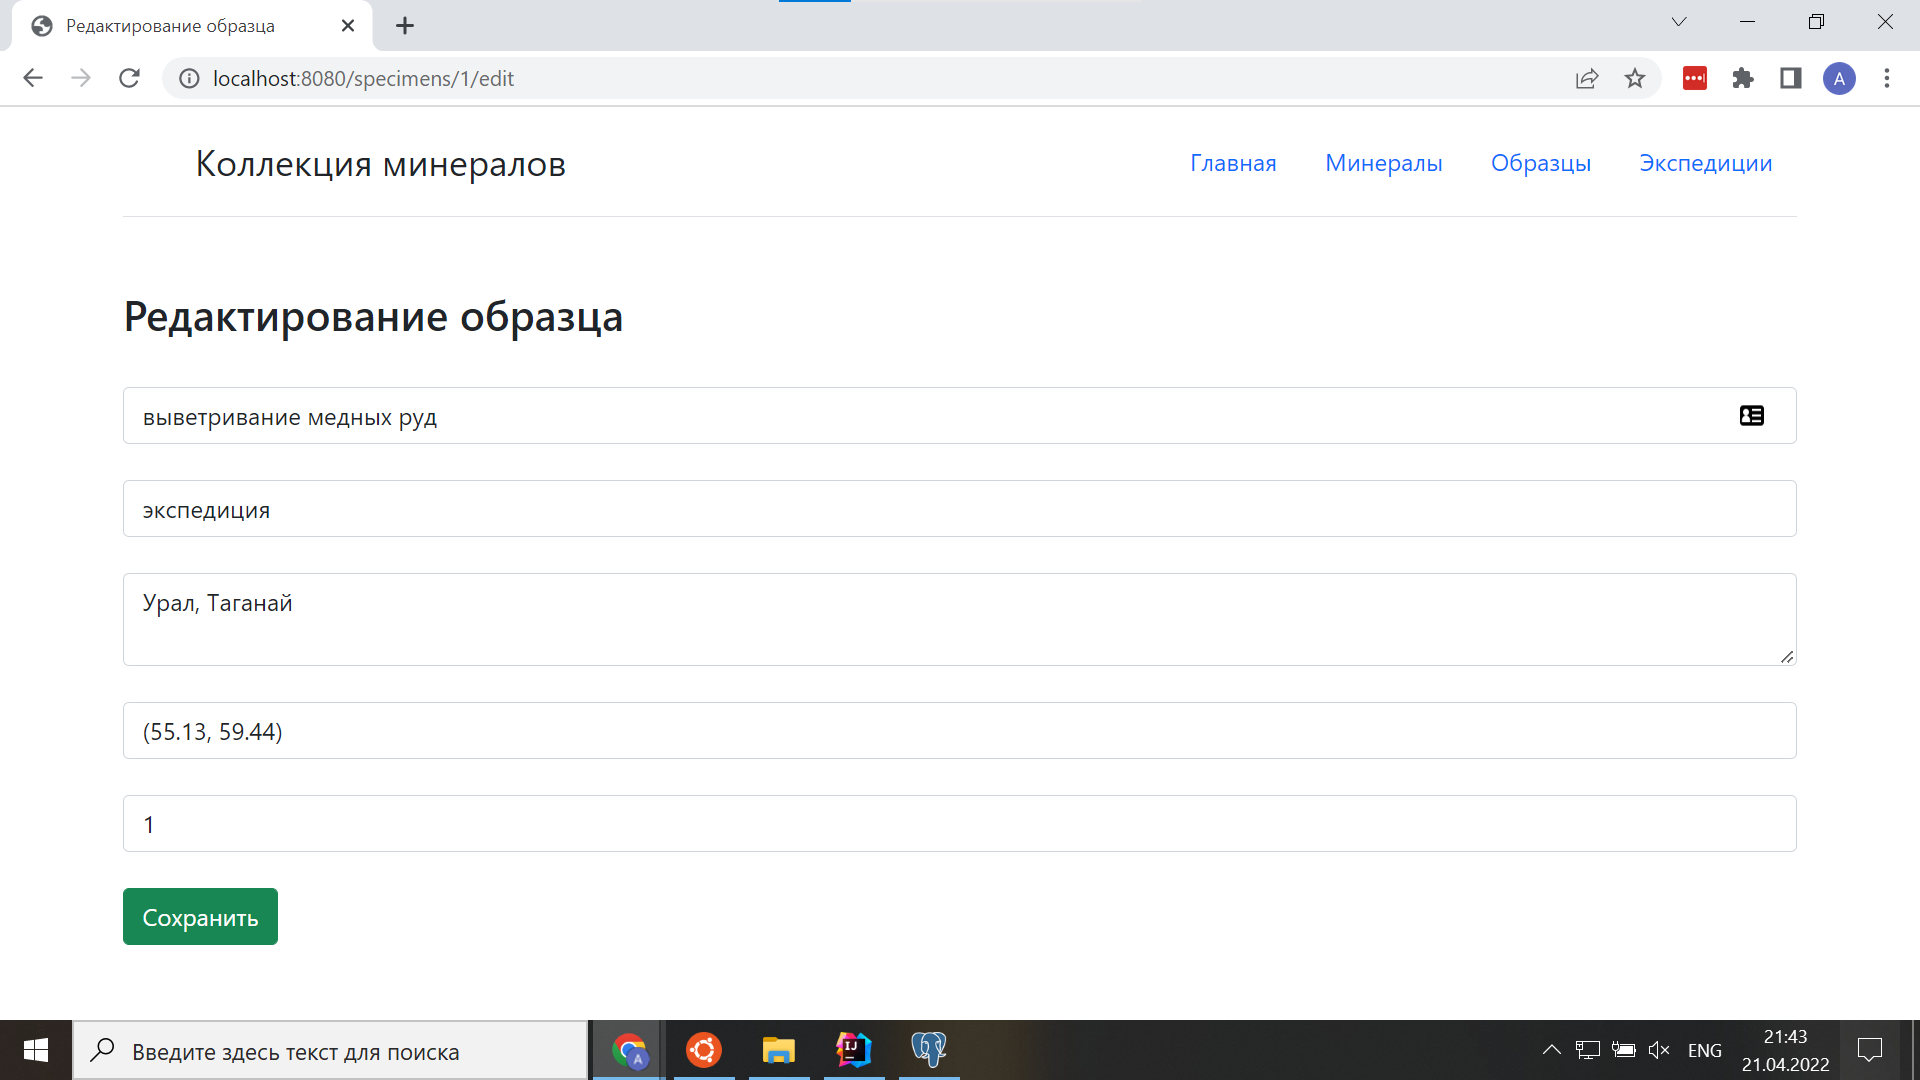 Редактирование образца
localhost:8080/specimens/1/edit
A
Коллекция минералов
Главная Минералы Образцы Экспедиции
Редактирование образца
выветривание медных руд
экспедиция
Урал, Таганай
(55.13, 59.44)
1
Сохранить
Введите здесь текст для поиска
A
IJ
ENG
21:43
21.04.2022